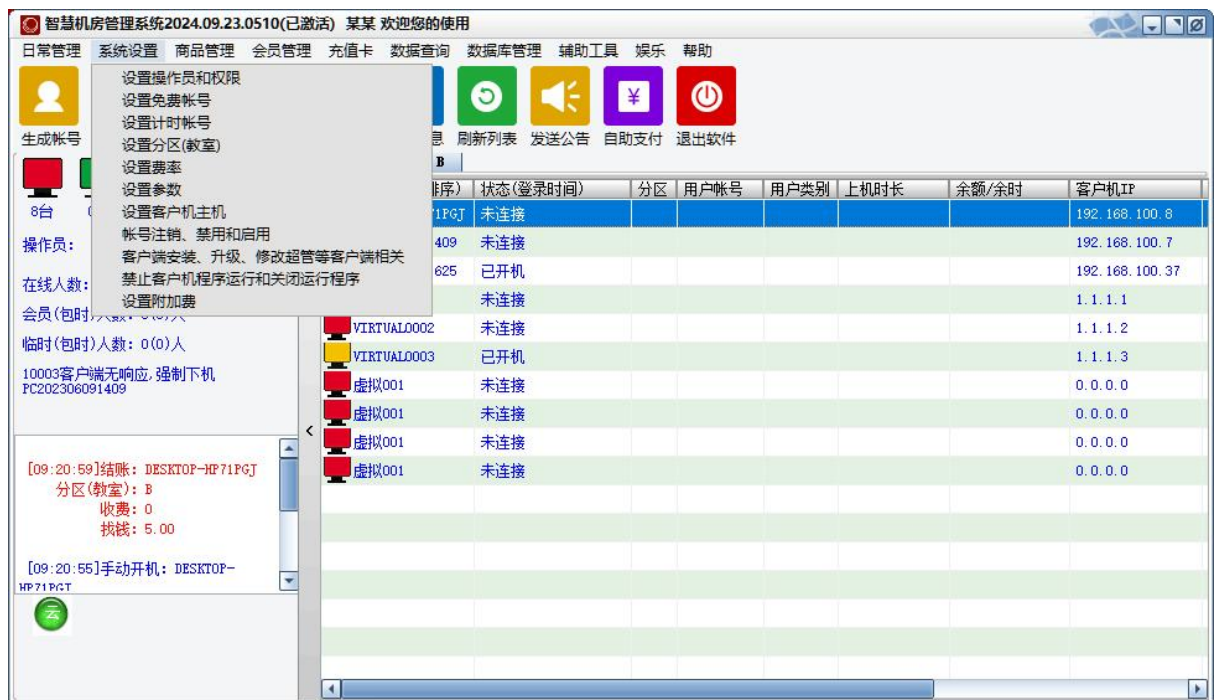 智慧机房管理系统2024.09.23.0510(已激活) 某某 欢迎您的使用
日常管理 系统设置 商品管理 会员管理 充值卡 数据查询 数据库管理 辅助工具 娱乐 帮助
设置操作员和权限
设置免费帐号
设置计时帐号
设置分区(教室)
设置费率
设置参数
设置客户机主机
帐号注销、禁用和启用
客户端安装、升级、修改超管等客户端相关
禁止客户机程序运行和关闭运行程序
设置附加费
生成帐号 息 刷新列表 发送公告 自助支付 退出软件
B
排序) 状态(登录时间) 分区 用户帐号 用户类别 上机时长 余额/余时 客户机IP
71PGJ 未连接 192.168.100.8
409 未连接 192.168.100.7
625 已开机 192.168.100.37
未连接 1.1.1.1
VIRTUAL0002 未连接 1.1.1.2
VIRTUAL0003 已开机 1.1.1.3
虚拟001 未连接 0.0.0.0
虚拟001 未连接 0.0.0.0
虚拟001 未连接 0.0.0.0
虚拟001 未连接 0.0.0.0
8台
操作员:
在线人数:
会员(包时)人数: 0(0)人
临时(包时)人数: 0(0)人
10003客户端无响应,强制下机
PC202306091409
<
[09:20:59]结账: DESKTOP-HP71PGJ
分区(教室): B
收费: 0
找钱: 5.00
[09:20:55]手动开机: DESKTOP-
HP71PGJ
云